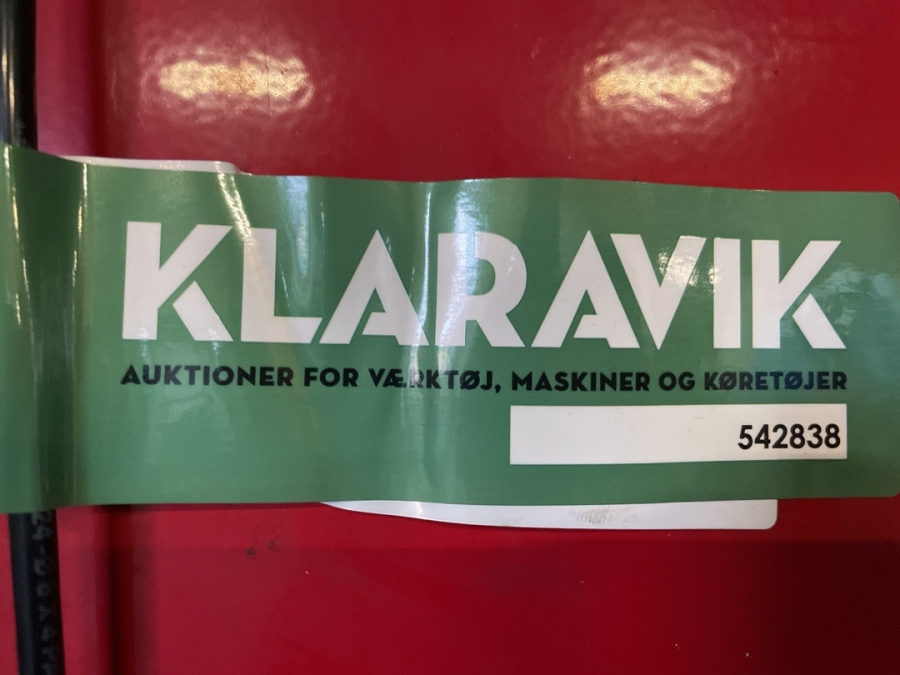 KLARAVIK
AUKTIONER FOR VÆRKTØJ, MASKINER OG KØRETØJER
542838